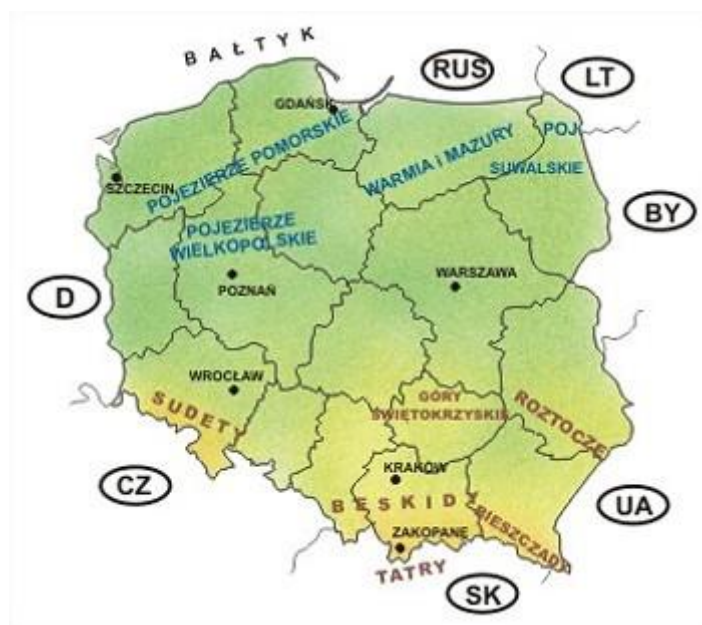 BAŁTYK
RUS
LT
GDAŃSK
POJ
SUWALSKIE
WARMIA i MAZURY
POJEZIERZE POMORSKIE
SZCZECIN
BY
POJEZIERZE
WIELKOPOLSKIE
WARSZAWA
D
POZNAŃ
WROCŁAW
SUDETY
GÓRY
ŚWIĘTOKRZYSKIE
ROZTOCZE
KRAKÓW
CZ
BESKIDY
BIESZCZADY
UA
ZAKOPANE
TATRY
SK